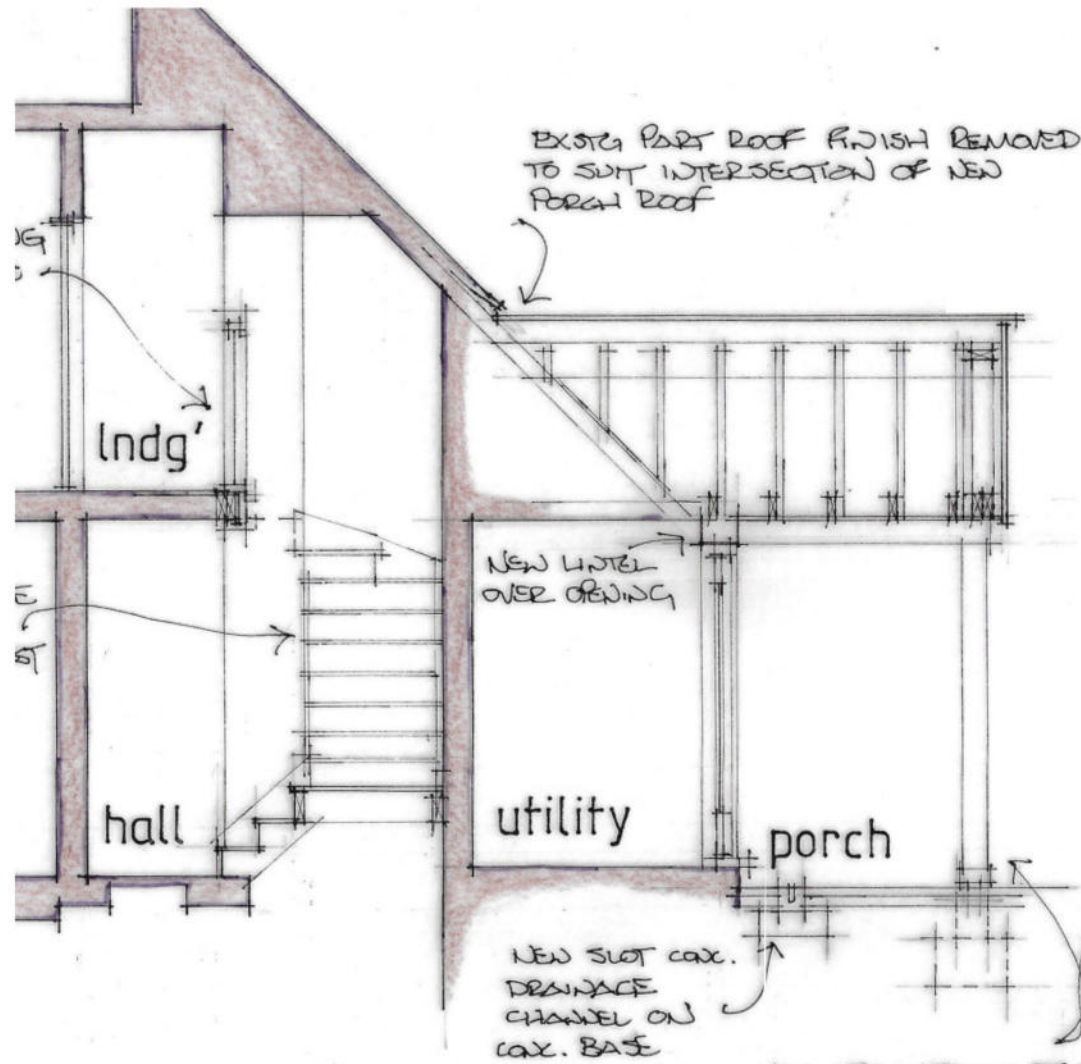 EXSTG PART ROOF FINISH REMOVED
TO SUIT INTERSECTION OF NEW
PORCH ROOF
lndg'
NEW LINTEL
OVER OPENING
hall
utility
porch
NEW SLOT CONC.
DRAINAGE
CHANNEL ON
CONC. BASE